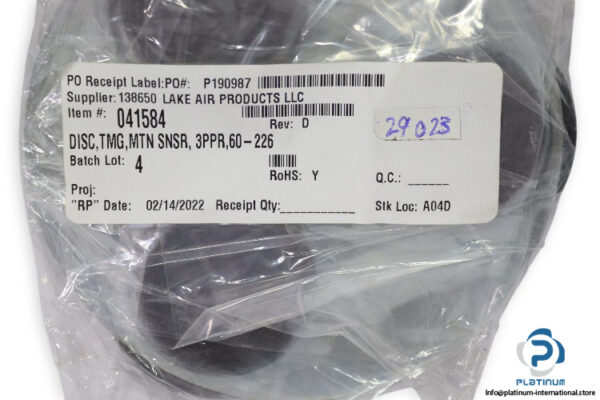 PO Receipt Label:PO#: P190987
Supplier:138650 LAKE AIR PRODUCTS LLC
Item #: 041584 Rev: D
29023
DISC,TMG,MTN SNSR, 3PPR,60-226
Batch Lot: 4 RoHS: Y Q.C.: ______
Proj:
"RP" Date: 02/14/2022 Receipt Qty:__________ Stk Loc: A04D
PLATINUM
Info@platinum-international.store